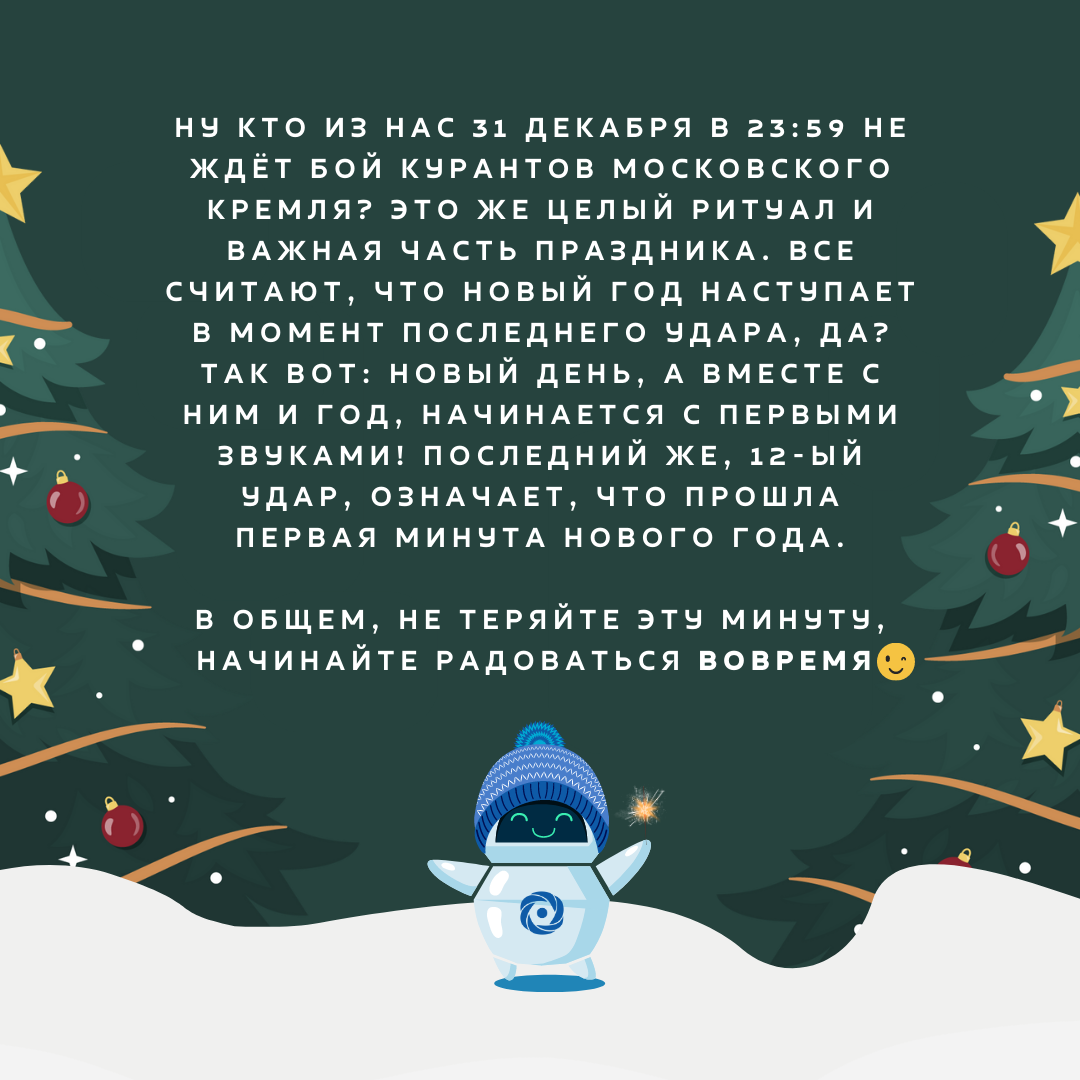 НУ КТО ИЗ НАС 31 ДЕКАБРЯ В 23:59 НЕ
ЖДЁТ БОЙ КУРАНТОВ МОСКОВСКОГО
КРЕМЛЯ? ЭТО ЖЕ ЦЕЛЫЙ РИТУАЛ И
ВАЖНАЯ ЧАСТЬ ПРАЗДНИКА. ВСЕ
СЧИТАЮТ, ЧТО НОВЫЙ ГОД НАСТУПАЕТ
В МОМЕНТ ПОСЛЕДНЕГО УДАРА, ДА?
ТАК ВОТ: НОВЫЙ ДЕНЬ, А ВМЕСТЕ С
НИМ И ГОД, НАЧИНАЕТСЯ С ПЕРВЫМИ
ЗВУКАМИ! ПОСЛЕДНИЙ ЖЕ, 12-ЫЙ
УДАР, ОЗНАЧАЕТ, ЧТО ПРОШЛА
ПЕРВАЯ МИНУТА НОВОГО ГОДА.
В ОБЩЕМ, НЕ ТЕРЯЙТЕ ЭТУ МИНУТУ,
НАЧИНАЙТЕ РАДОВАТЬСЯ ВОВРЕМЯ😉